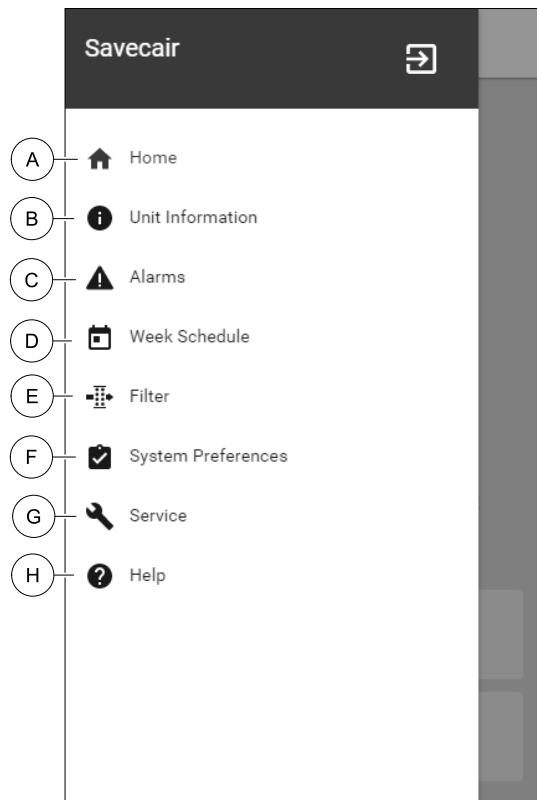 Savecair
A Home
B Unit Information
C Alarms
D Week Schedule
E Filter
F System Preferences
G Service
H Help